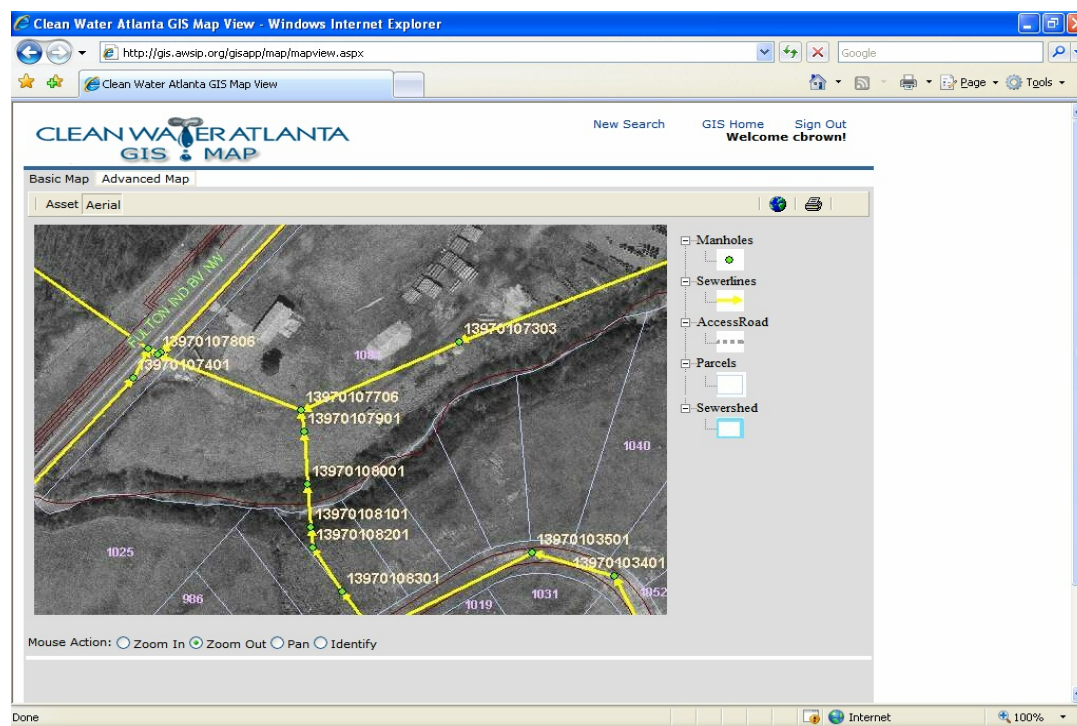 Clean Water Atlanta GIS Map View - Windows Internet Explorer
http://gis.awsip.org/gisapp/map/mapview.aspx
Google
Clean Water Atlanta GIS Map View
Page
Tools
CLEAN WATER ATLANTA
GIS MAP
New Search GIS Home Sign Out
Welcome cbrown!
Basic Map Advanced Map
Asset Aerial
FULTON IND BV NW
13970107806
13970107401
13970107303
13970107706
13970107901
1040
13970108001
13970108101
13970108201
1025
13970103501
13970103401
13970108301
986
1019
1031
1052
Manholes
Sewerlines
AccessRoad
Parcels
Sewershed
Mouse Action: Zoom In Zoom Out Pan Identify
Done
Internet
100%